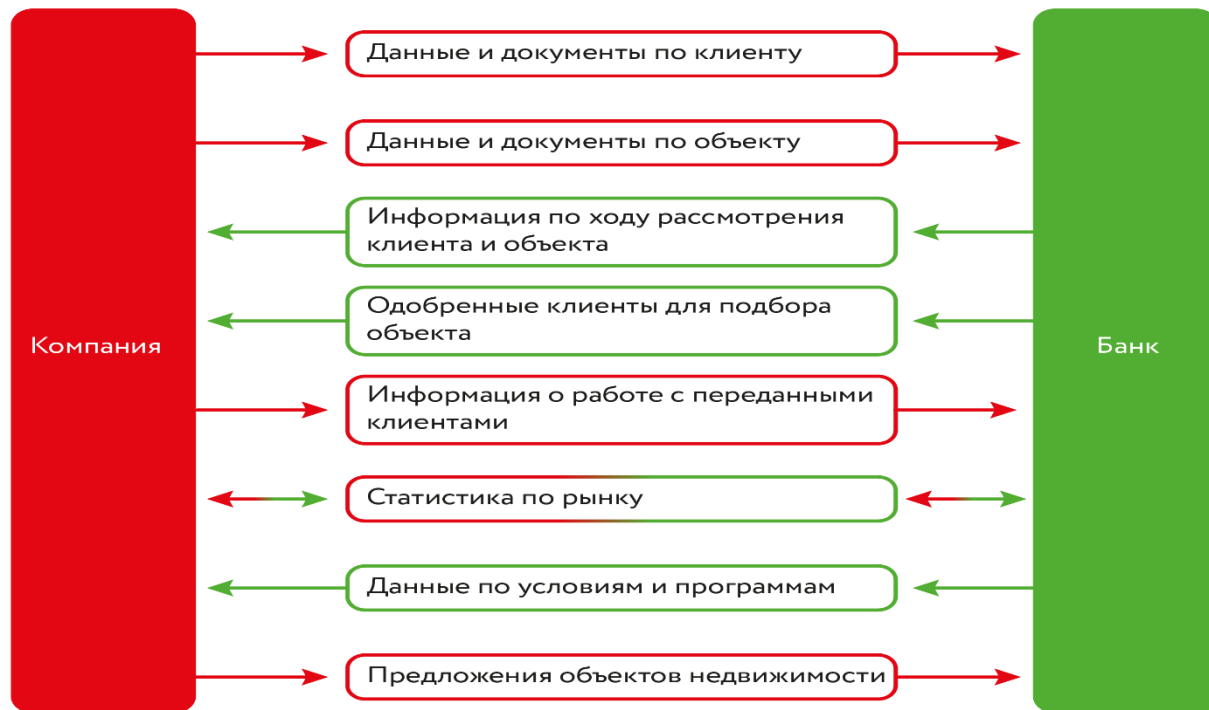 Данные и документы по клиенту
Данные и документы по объекту
Информация по ходу рассмотрения
клиента и объекта
Одобренные клиенты для подбора
объекта
Компания
Банк
Информация о работе с переданными
клиентами
Статистика по рынку
Данные по условиям и программам
Предложения объектов недвижимости